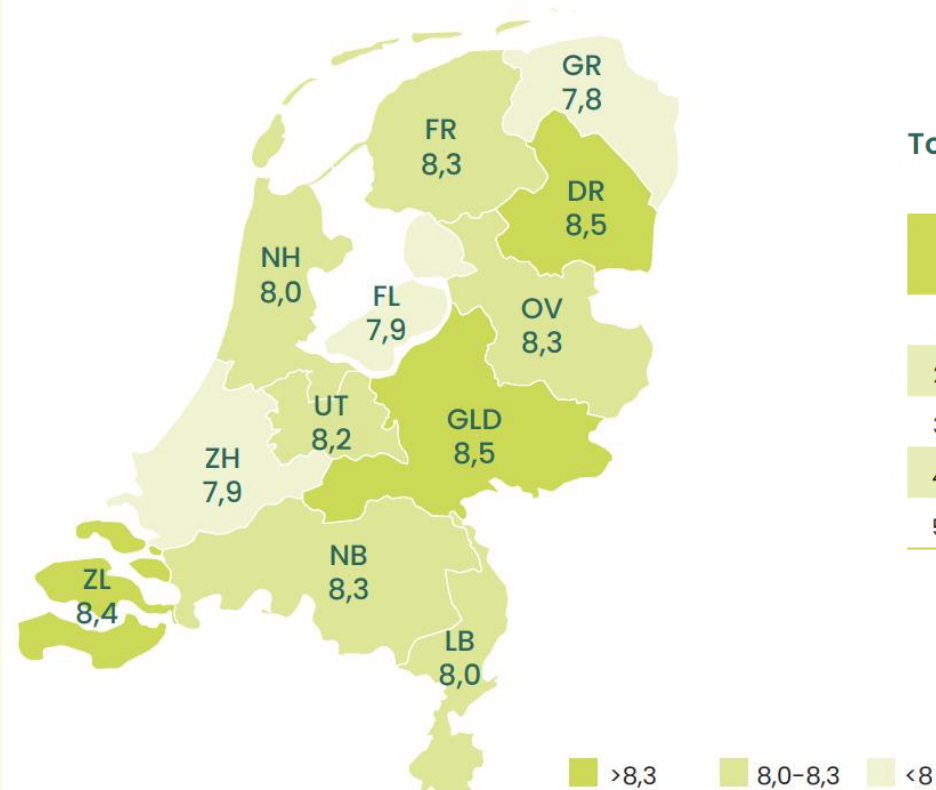 GR
7,8
FR
8,3
DR
8,5
NH
8,0
FL
7,9
OV
8,3
UT
8,2
GLD
8,5
ZH
7,9
NB
8,3
ZL
8,4
LB
8,0
>8,3
8,0-8,3
<8